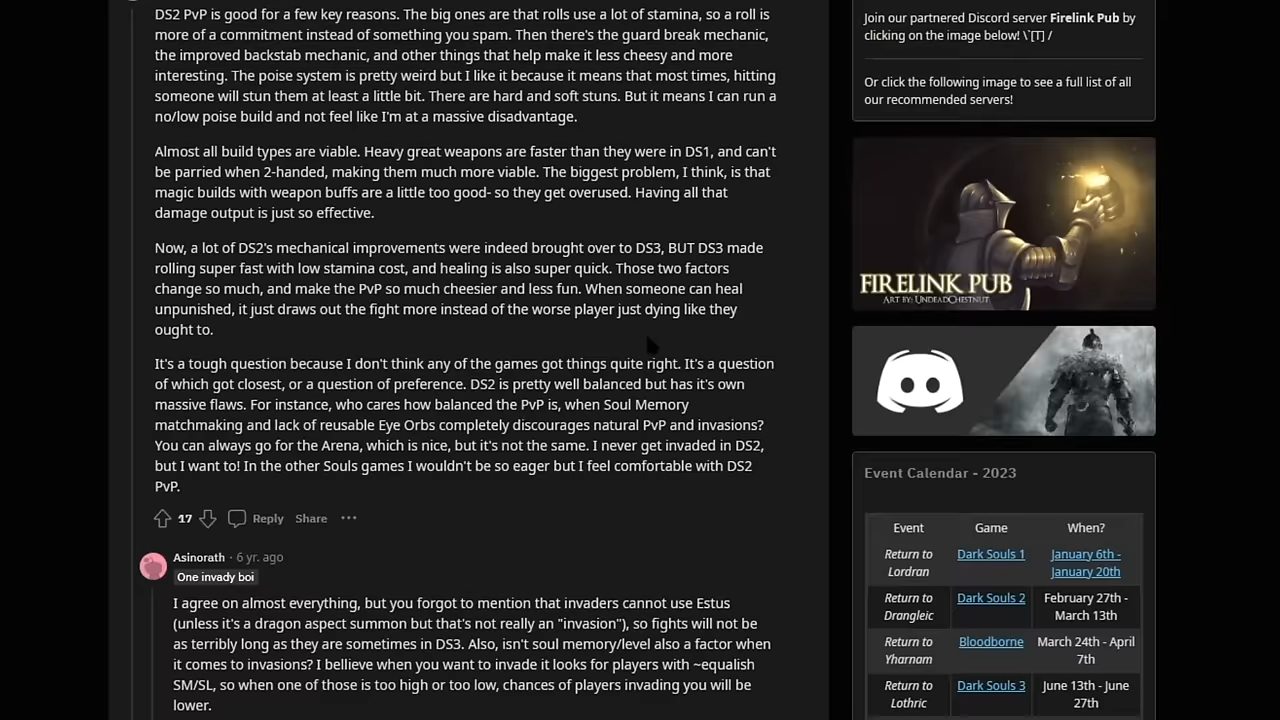 DS2 PvP is good for a few key reasons. The big ones are that rolls use a lot of stamina, so a roll is
more of a commitment instead of something you spam. Then there's the guard break mechanic,
the improved backstab mechanic, and other things that help make it less cheesy and more
interesting. The poise system is pretty weird but I like it because it means that most times, hitting
someone will stun them at least a little bit. There are hard and soft stuns. But it means I can run a
no/low poise build and not feel like I'm at a massive disadvantage.
Almost all build types are viable. Heavy great weapons are faster than they were in DS1, and can't
be parried when 2-handed, making them much more viable. The biggest problem, I think, is that
magic builds with weapon buffs are a little too good- so they get overused. Having all that
damage output is just so effective.
Now, a lot of DS2's mechanical improvements were indeed brought over to DS3, BUT DS3 made
rolling super fast with low stamina cost, and healing is also super quick. Those two factors
change so much, and make the PvP so much cheesier and less fun. When someone can heal
unpunished, it just draws out the fight more instead of the worse player just dying like they
ought to.
It's a tough question because I don't think any of the games got things quite right. It's a question
of which got closest, or a question of preference. DS2 is pretty well balanced but has it's own
massive flaws. For instance, who cares how balanced the PvP is, when Soul Memory
matchmaking and lack of reusable Eye Orbs completely discourages natural PvP and invasions?
You can always go for the Arena, which is nice, but it's not the same. I never get invaded in DS2,
but I want to! In the other Souls games I wouldn't be so eager but I feel comfortable with DS2
PvP.
17 Reply Share ···
Asinorath · 6 yr. ago
One invady boi
I agree on almost everything, but you forgot to mention that invaders cannot use Estus
(unless it's a dragon aspect summon but that's not really an "invasion"), so fights will not be
as terribly long as they are sometimes in DS3. Also, isn't soul memory/level also a factor when
it comes to invasions? I bellieve when you want to invade it looks for players with ~equalish
SM/SL, so when one of those is too high or too low, chances of players invading you will be
lower.
Join our partnered Discord server Firelink Pub by
clicking on the image below! \`[T] /
Or click the following image to see a full list of all
our recommended servers!
FIRELINK PUB
ART BY: UNDEADCHESTNUT
Event Calendar - 2023
Event Game When?
Return to Lordran Dark Souls 1 January 6th - January 20th
Return to Drangleic Dark Souls 2 February 27th - March 13th
Return to Yharnam Bloodborne March 24th - April 7th
Return to Lothric Dark Souls 3 June 13th - June 27th